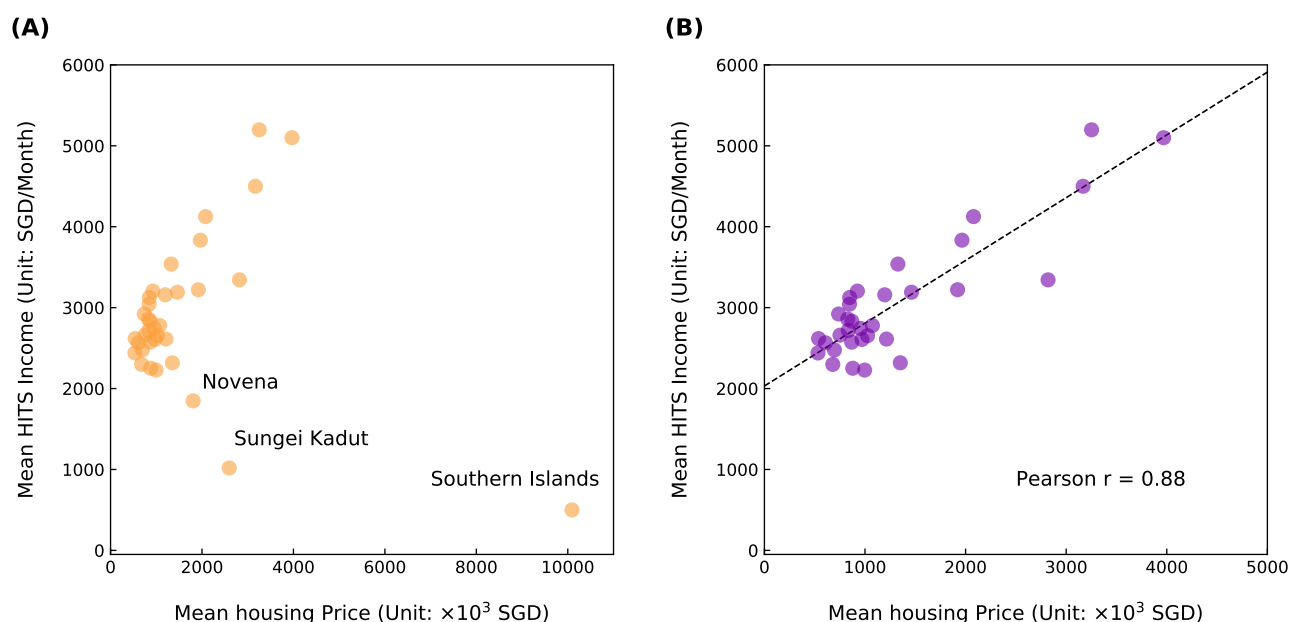 (A)
6000
5000
4000
3000
2000
1000
0
Mean HITS Income (Unit: SGD/Month)
Novena
Sungei Kadut
Southern Islands
0 2000 4000 6000 8000 10000
Mean housing Price (Unit: ×10³ SGD)
(B)
6000
5000
4000
3000
2000
1000
0
Mean HITS Income (Unit: SGD/Month)
Pearson r = 0.88
0 1000 2000 3000 4000 5000
Mean housing Price (Unit: ×10³ SGD)